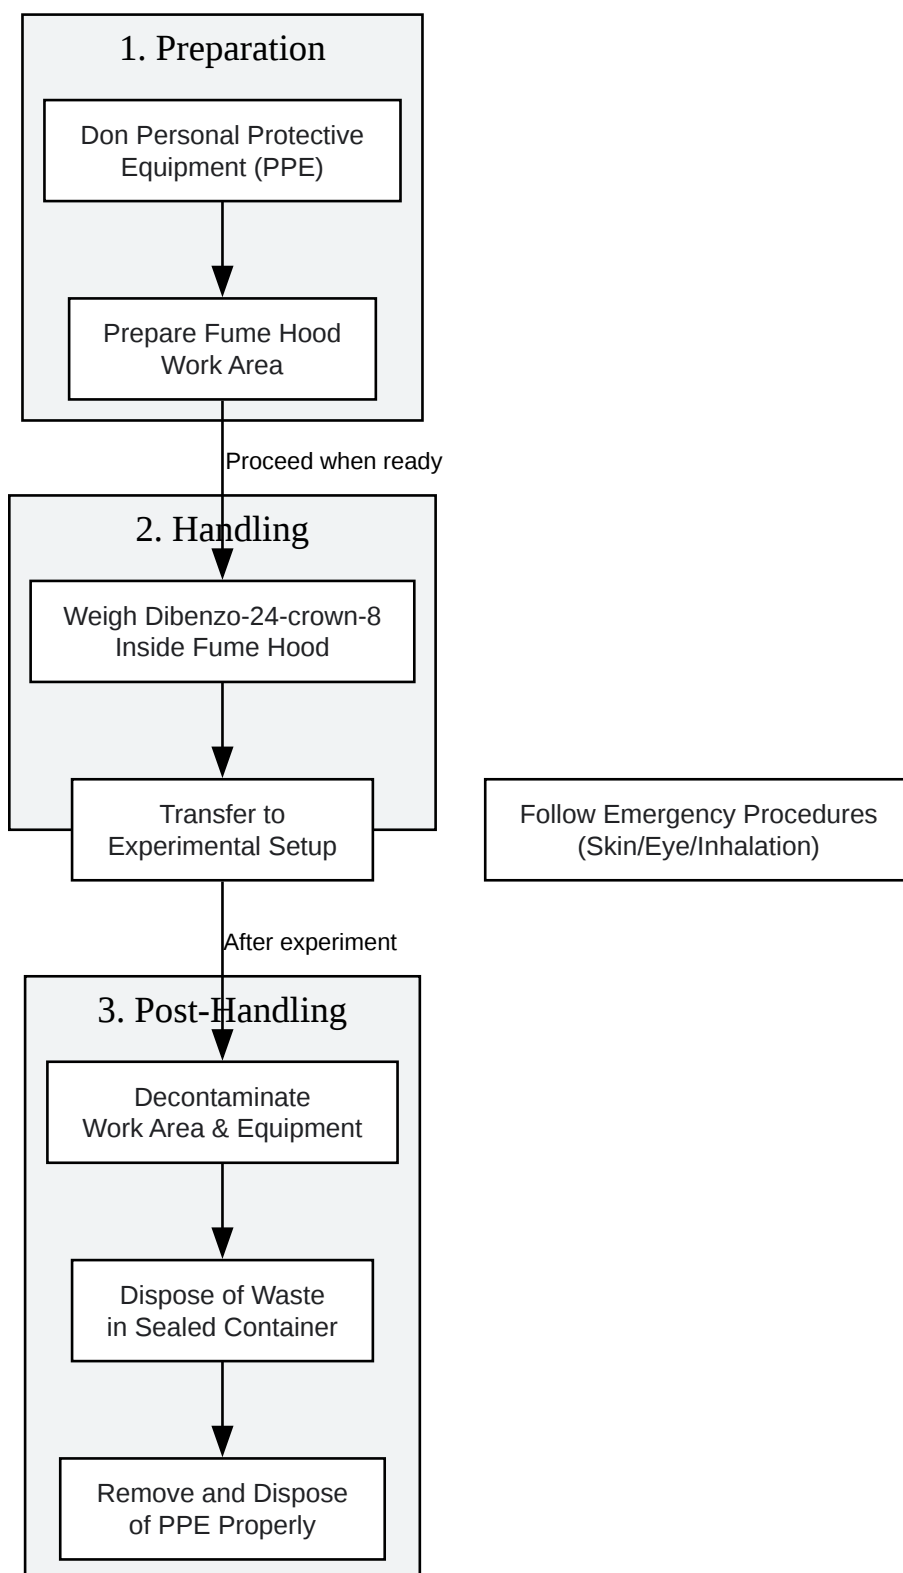 1. Preparation
Don Personal Protective
Equipment (PPE)
Prepare Fume Hood
Work Area
Proceed when ready
2. Handling
Weigh Dibenzo-24-crown-8
Inside Fume Hood
Transfer to
Experimental Setup
Follow Emergency Procedures
(Skin/Eye/Inhalation)
After experiment
3. Post-Handling
Decontaminate
Work Area & Equipment
Dispose of Waste
in Sealed Container
Remove and Dispose
of PPE Properly